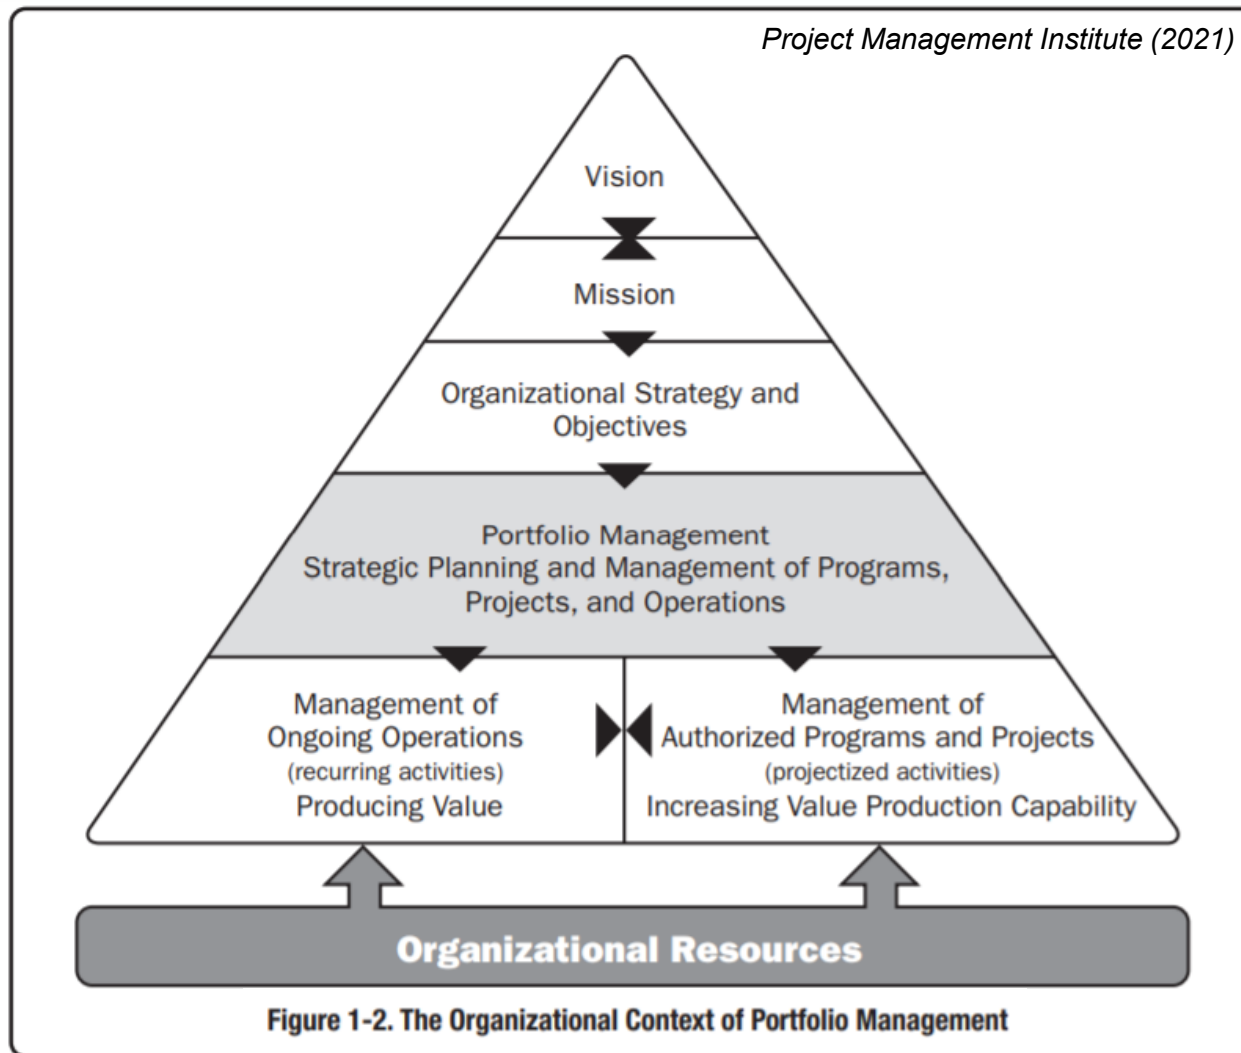 Project Management Institute (2021)
Vision
Mission
Organizational Strategy and
Objectives
Portfolio Management
Strategic Planning and Management of Programs,
Projects, and Operations
Management of
Ongoing Operations
(recurring activities)
Producing Value
Management of
Authorized Programs and Projects
(projectized activities)
Increasing Value Production Capability
Organizational Resources
Figure 1-2. The Organizational Context of Portfolio Management